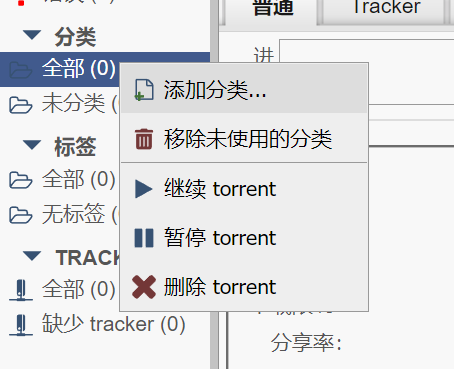 普通
Tracker
分类
全部 (0)
未分类
添加分类...
移除未使用的分类
标签
全部 (0)
无标签
继续 torrent
暂停 torrent
删除 torrent
TRACK
全部 (0)
缺少 tracker (0)
进
分享率: